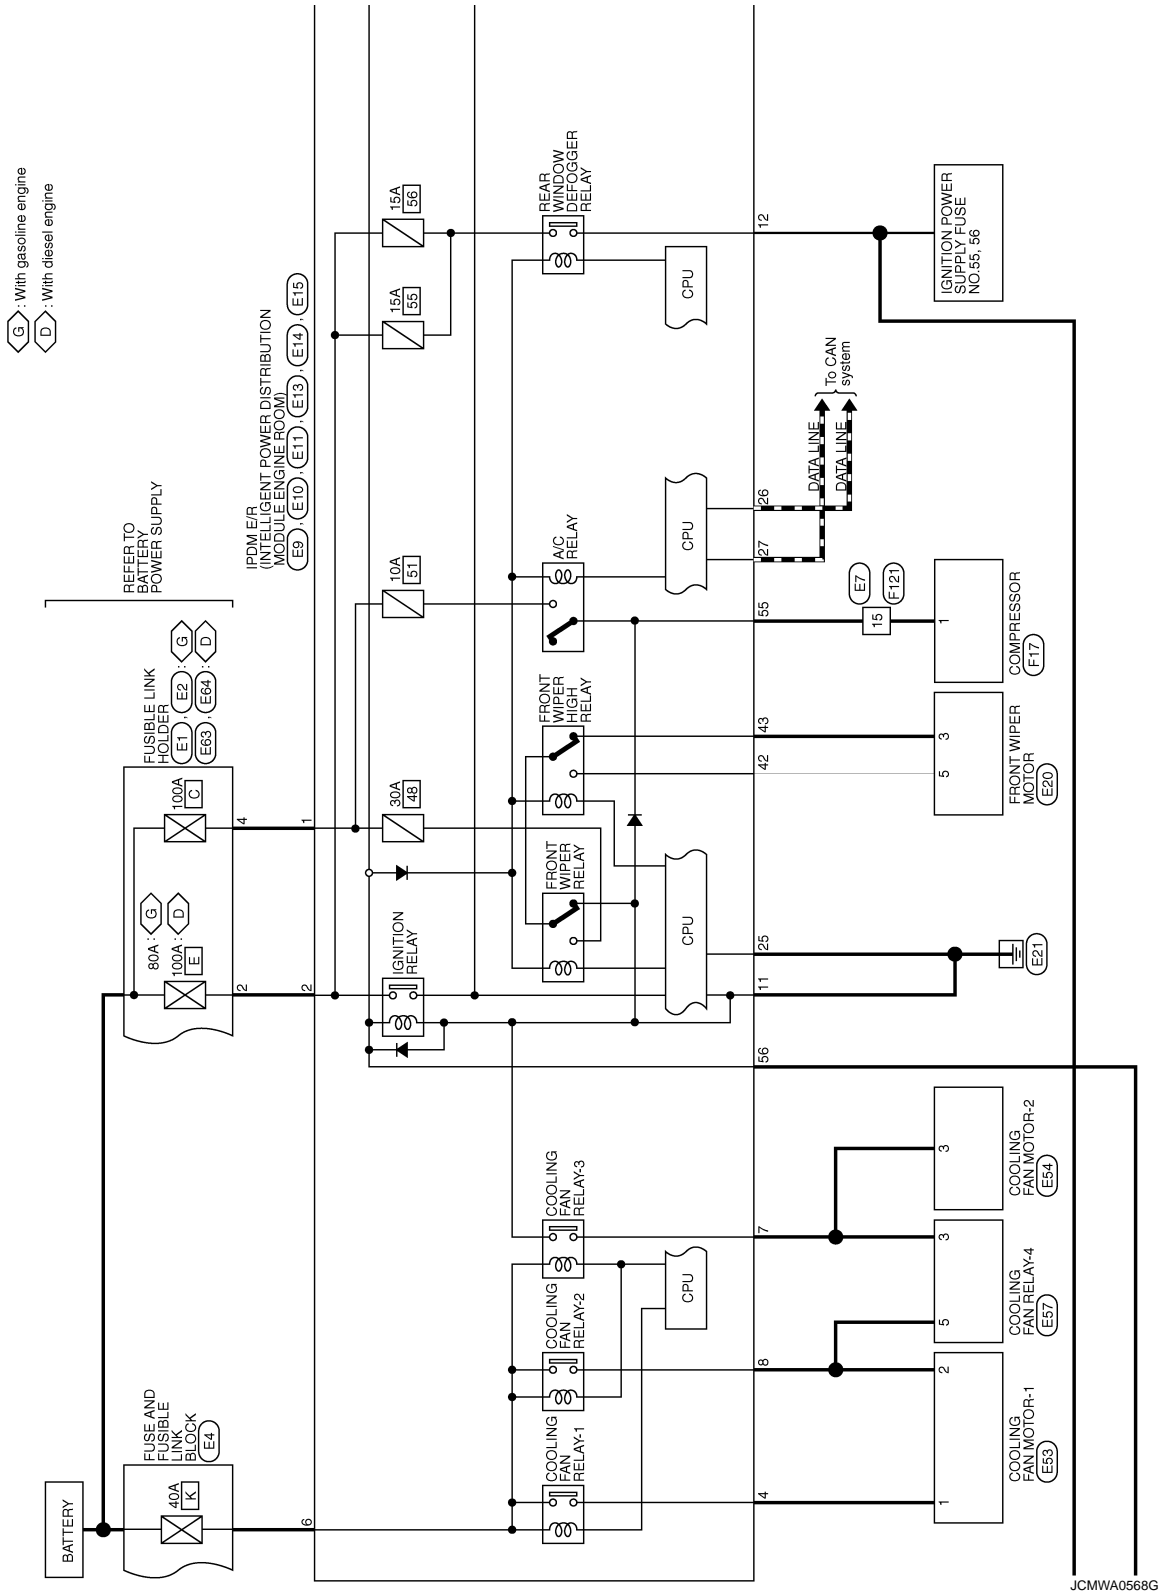 G : With gasoline engine
D : With diesel engine
BATTERY
40A
K
FUSE AND
FUSIBLE
LINK
BLOCK
E4
6
REFER TO
BATTERY
POWER SUPPLY
80A : G
100A : D
E
100A
C
FUSIBLE LINK
HOLDER
E1 , E2 : G
E63 , E64 : D
2
4
2
1
IPDM E/R
(INTELLIGENT POWER DISTRIBUTION
MODULE ENGINE ROOM)
E9 , E10 , E11 , E13 , E14 , E15
IGNITION
RELAY
30A
48
10A
51
15A
55
15A
56
COOLING
FAN
RELAY-1
COOLING
FAN
RELAY-2
COOLING
FAN
RELAY-3
FRONT
WIPER
RELAY
FRONT
WIPER
HIGH
RELAY
A/C
RELAY
REAR
WINDOW
DEFOGGER
RELAY
CPU
CPU
CPU
CPU
4
8
7
56
11
25
42
43
55
27
26
12
DATA LINE
DATA LINE
To CAN
system
15
E7
F121
E21
1
2
COOLING
FAN MOTOR-1
E53
5
3
COOLING
FAN RELAY-4
E57
3
COOLING
FAN MOTOR-2
E54
5
3
FRONT WIPER
MOTOR
E20
1
COMPRESSOR
F17
IGNITION POWER
SUPPLY FUSE
NO.55, 56
JCMWA0568G